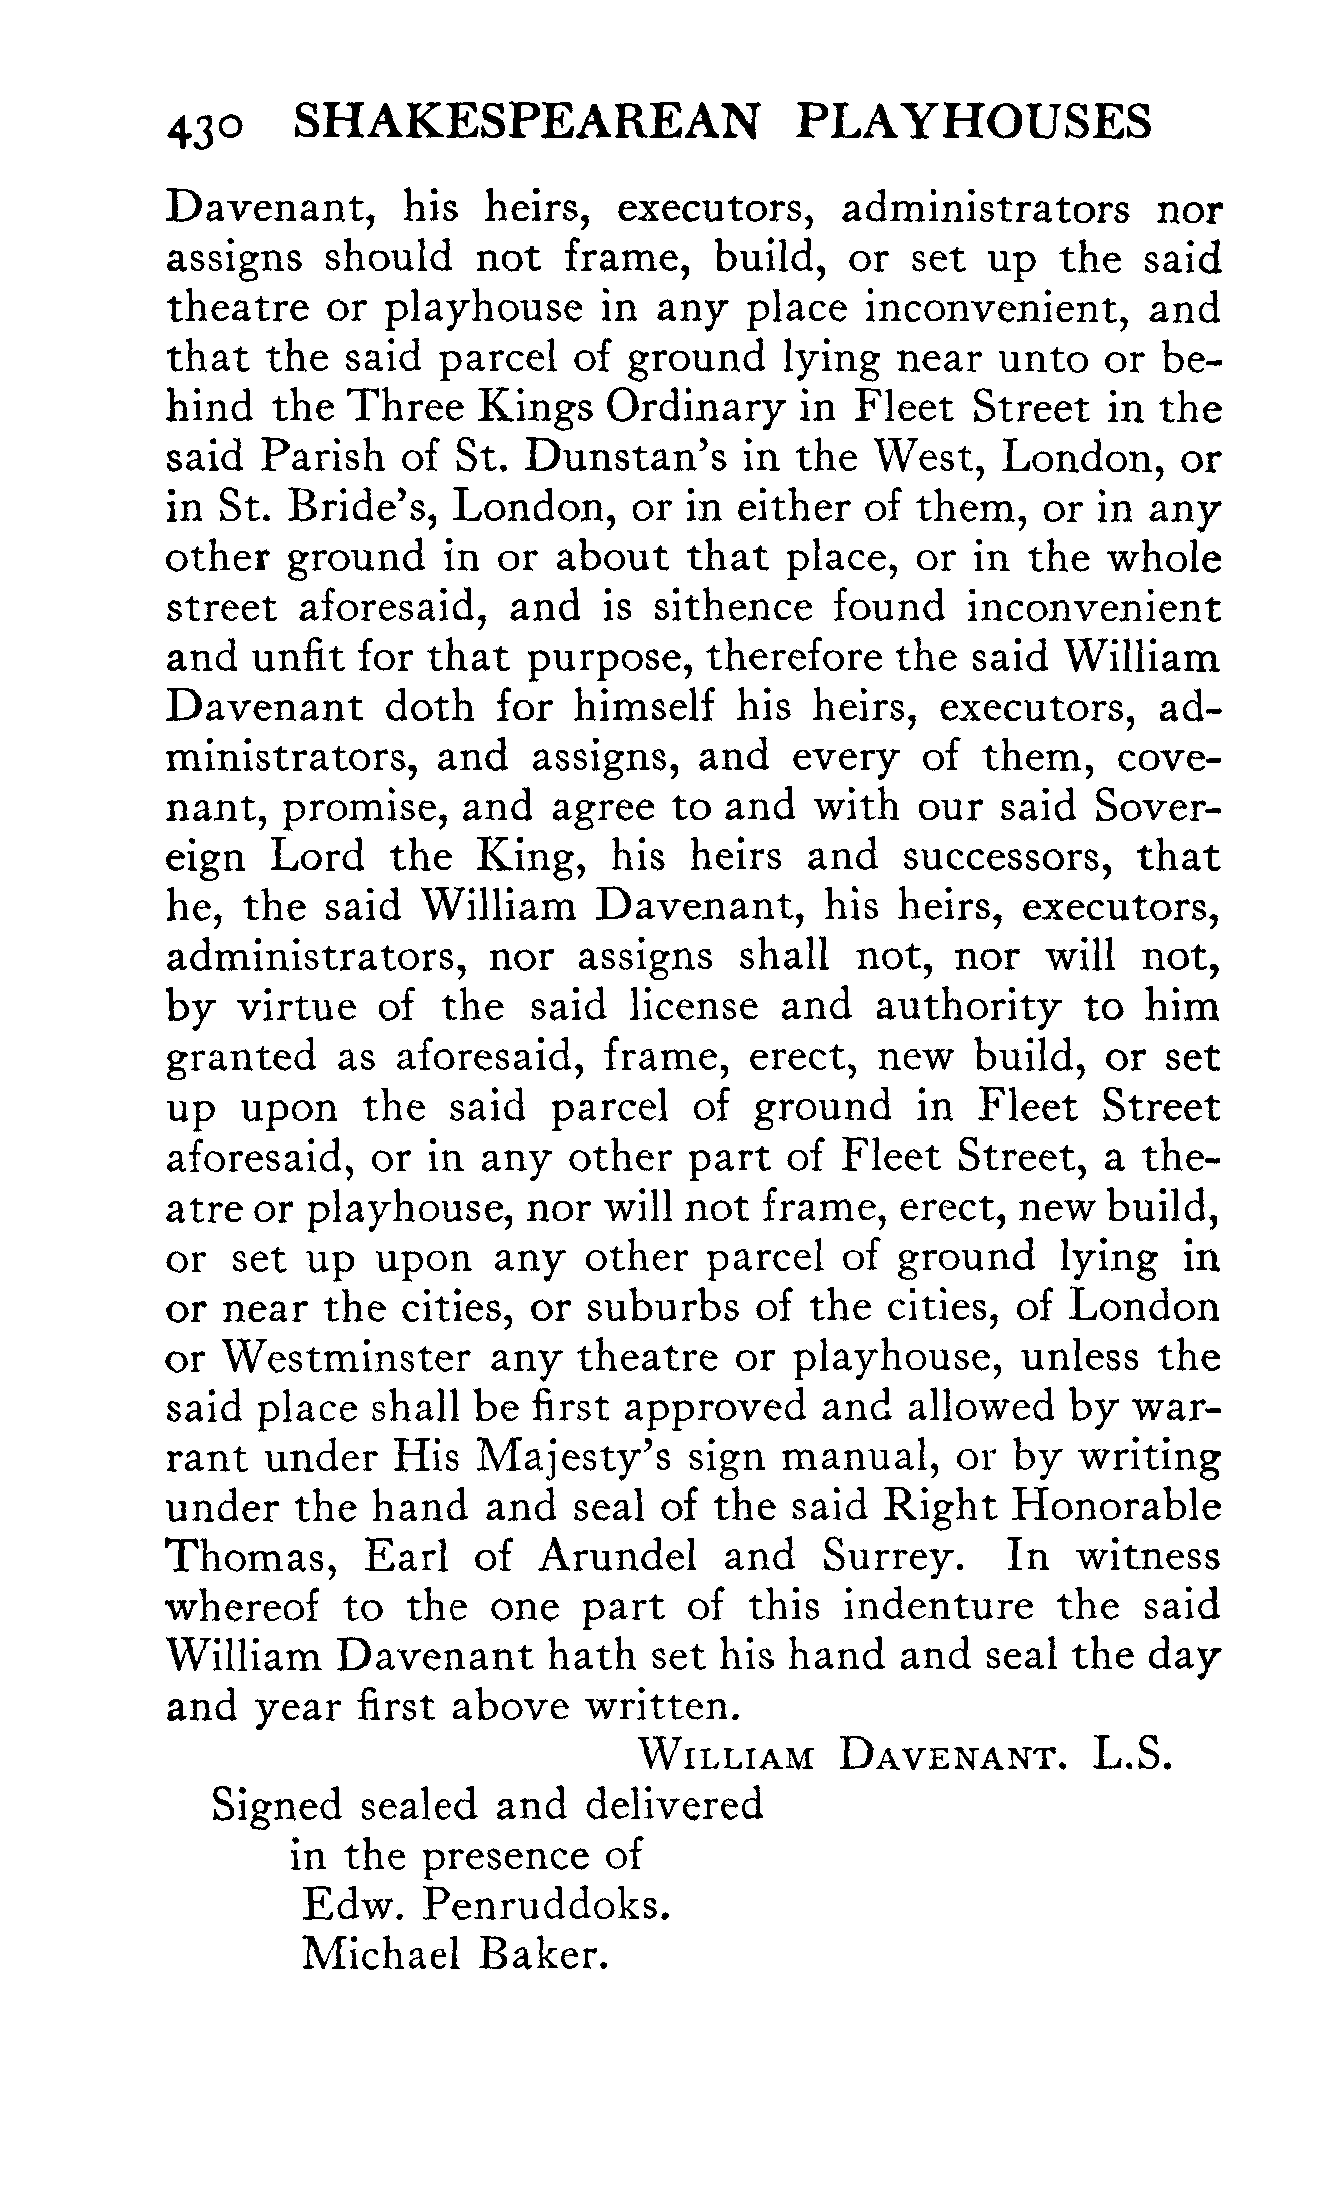 430 SHAKESPEAREAN PLAYHOUSES
Davenant, his heirs, executors, administrators nor
assigns should not frame, build, or set up the said
theatre or playhouse in any place inconvenient, and
that the said parcel of ground lying near unto or be-
hind the Three Kings Ordinary in Fleet Street in the
said Parish of St. Dunstan's in the West, London, or
in St. Bride's, London, or in either of them, or in any
other ground in or about that place, or in the whole
street aforesaid, and is sithence found inconvenient
and unfit for that purpose, therefore the said William
Davenant doth for himself his heirs, executors, ad-
ministrators, and assigns, and every of them, cove-
nant, promise, and agree to and with our said Sover-
eign Lord the King, his heirs and successors, that
he, the said William Davenant, his heirs, executors,
administrators, nor assigns shall not, nor will not,
by virtue of the said license and authority to him
granted as aforesaid, frame, erect, new build, or set
up upon the said parcel of ground in Fleet Street
aforesaid, or in any other part of Fleet Street, a the-
atre or playhouse, nor will not frame, erect, new build,
or set up upon any other parcel of ground lying in
or near the cities, or suburbs of the cities, of London
or Westminster any theatre or playhouse, unless the
said place shall be first approved and allowed by war-
rant under His Majesty's sign manual, or by writing
under the hand and seal of the said Right Honorable
Thomas, Earl of Arundel and Surrey. In witness
whereof to the one part of this indenture the said
William Davenant hath set his hand and seal the day
and year first above written.
WILLIAM DAVENANT. L.S.
Signed sealed and delivered
in the presence of
Edw. Penruddoks.
Michael Baker.